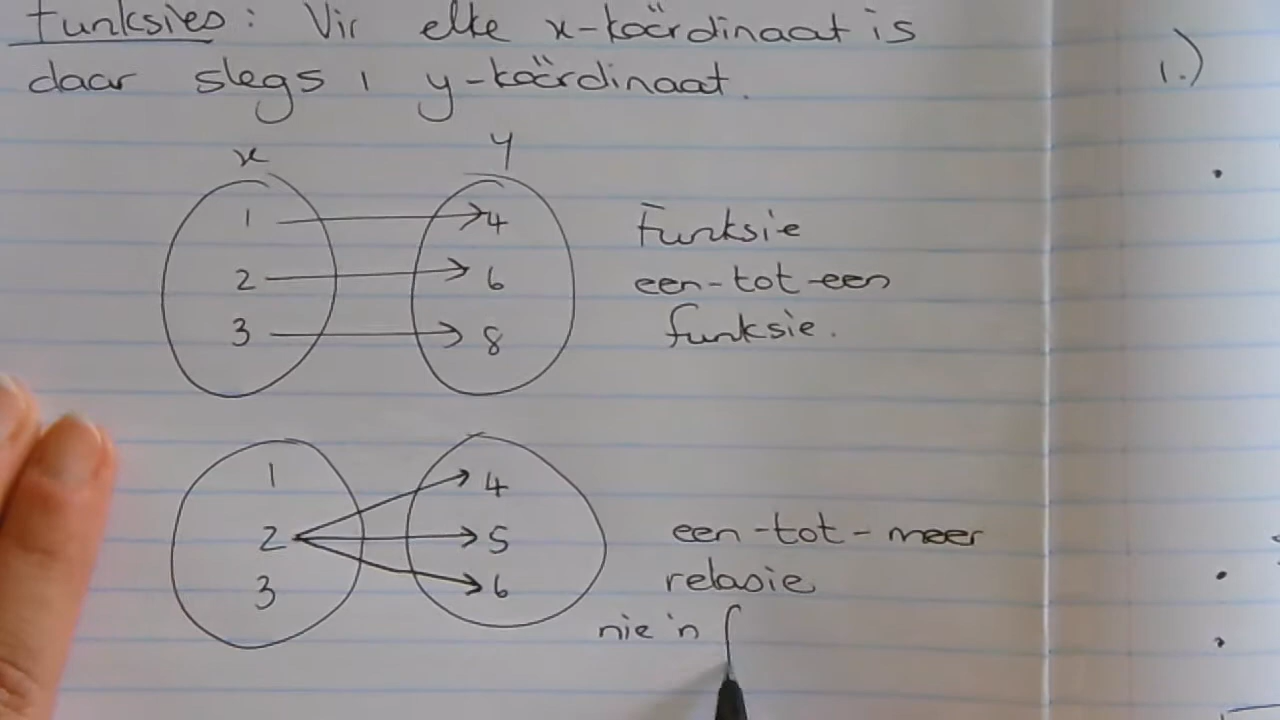 Funksies: Vir elke x-koördinaat is
daar slegs 1 y-koördinaat.
x y
1 4
2 6
3 8
Funksie
een-tot-een
funksie.
1 4
2 5
3 6
een-tot-meer
relasie
nie 'n f
1.)